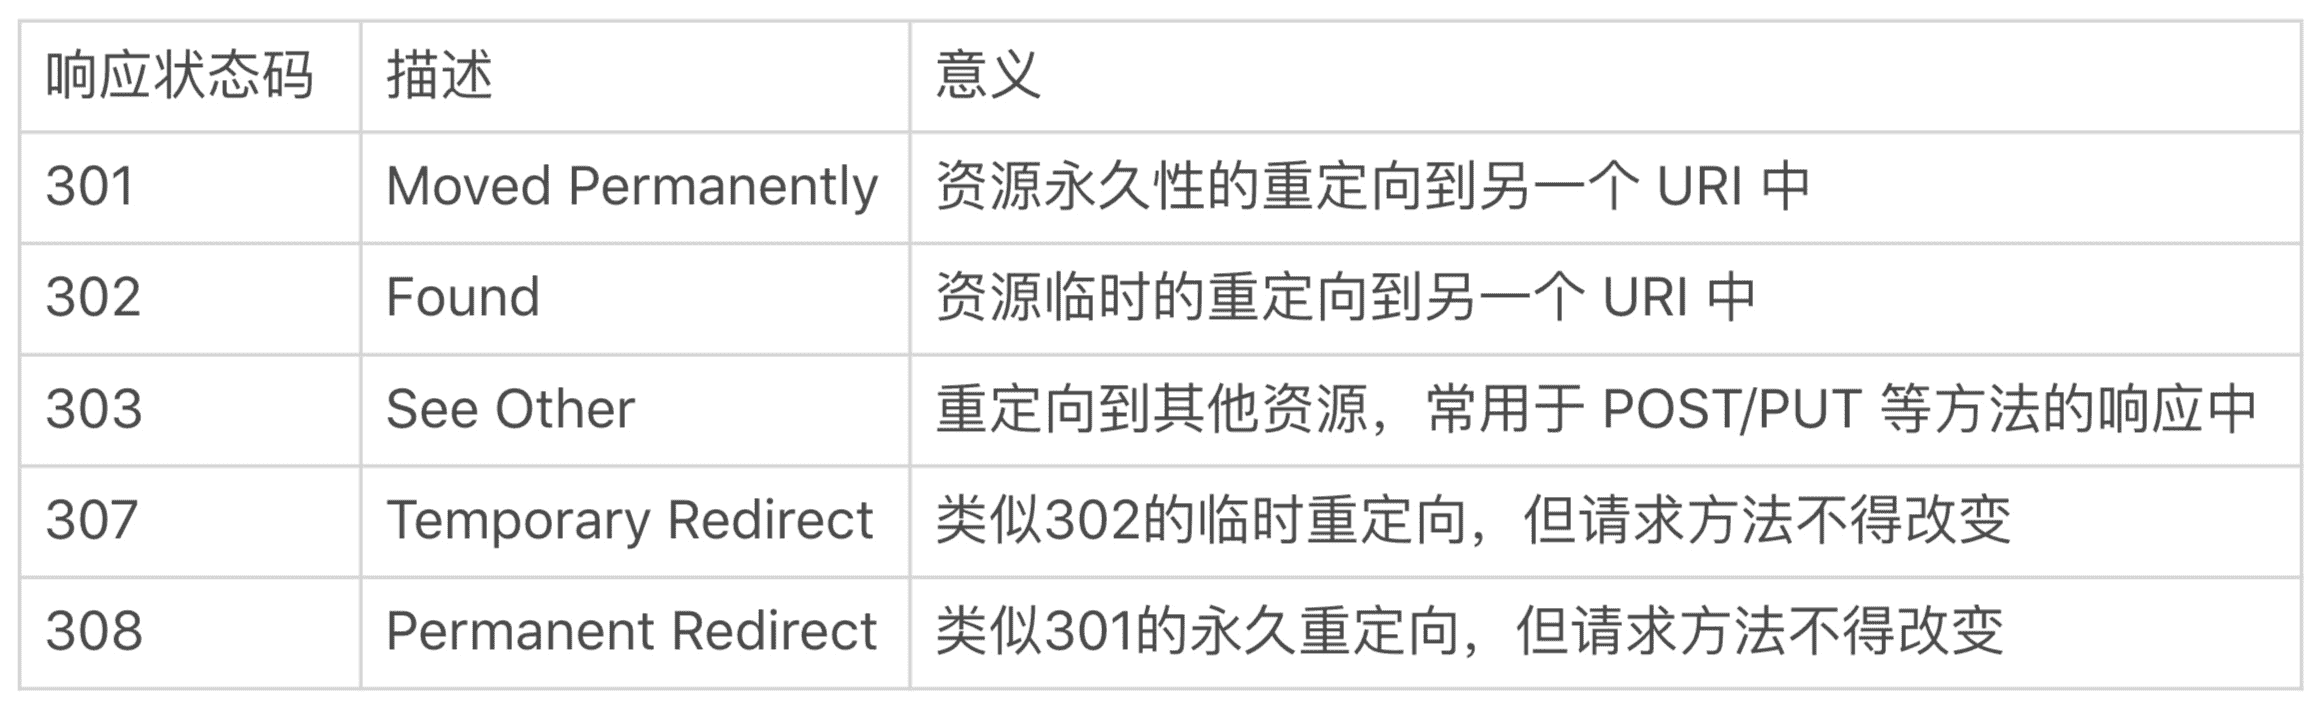 响应状态码 描述 意义
301 Moved Permanently 资源永久性的重定向到另一个 URI 中
302 Found 资源临时的重定向到另一个 URI 中
303 See Other 重定向到其他资源，常用于 POST/PUT 等方法的响应中
307 Temporary Redirect 类似302的临时重定向，但请求方法不得改变
308 Permanent Redirect 类似301的永久重定向，但请求方法不得改变